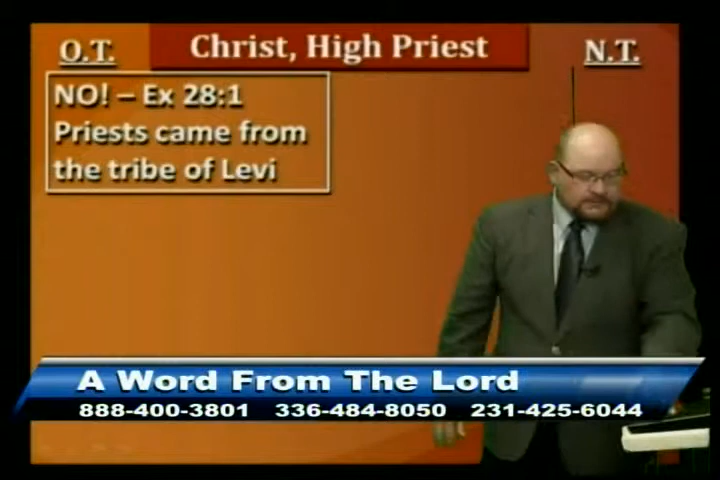 O.T.
Christ, High Priest
N.T.
NO! – Ex 28:1
Priests came from
the tribe of Levi
A Word From The Lord
888-400-3801 336-484-8050 231-425-6044